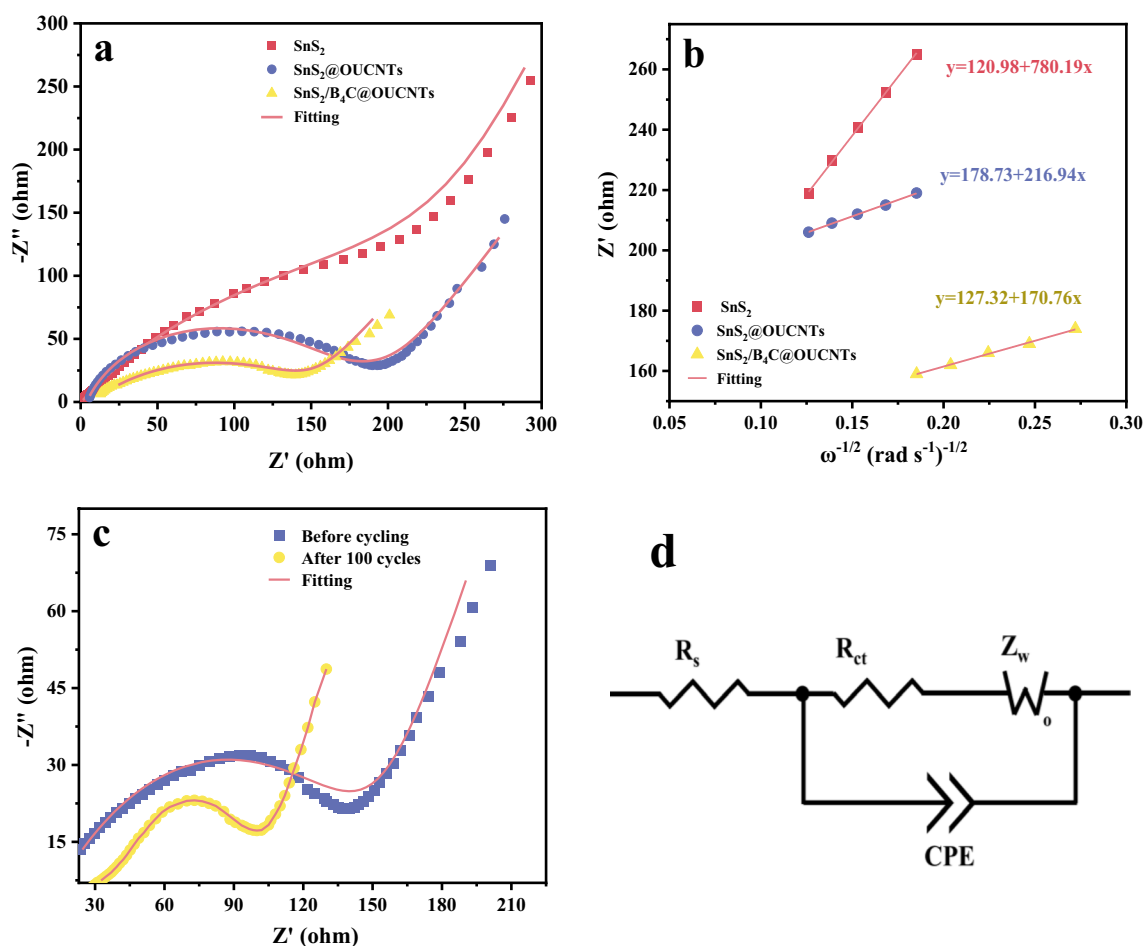 a
300
250
200
150
100
50
0
-Z" (ohm)
SnS₂
SnS₂@OUCNTs
SnS₂/B₄C@OUCNTs
Fitting
0 50 100 150 200 250 300
Z' (ohm)
b
260
240
220
200
180
160
Z' (ohm)
y=120.98+780.19x
y=178.73+216.94x
y=127.32+170.76x
SnS₂
SnS₂@OUCNTs
SnS₂/B₄C@OUCNTs
Fitting
0.05 0.10 0.15 0.20 0.25 0.30
ω⁻¹/² (rad s⁻¹)⁻¹/²
c
75
60
45
30
15
-Z" (ohm)
Before cycling
After 100 cycles
Fitting
30 60 90 120 150 180 210
Z' (ohm)
d
Rs
Rct
Zw
o
CPE